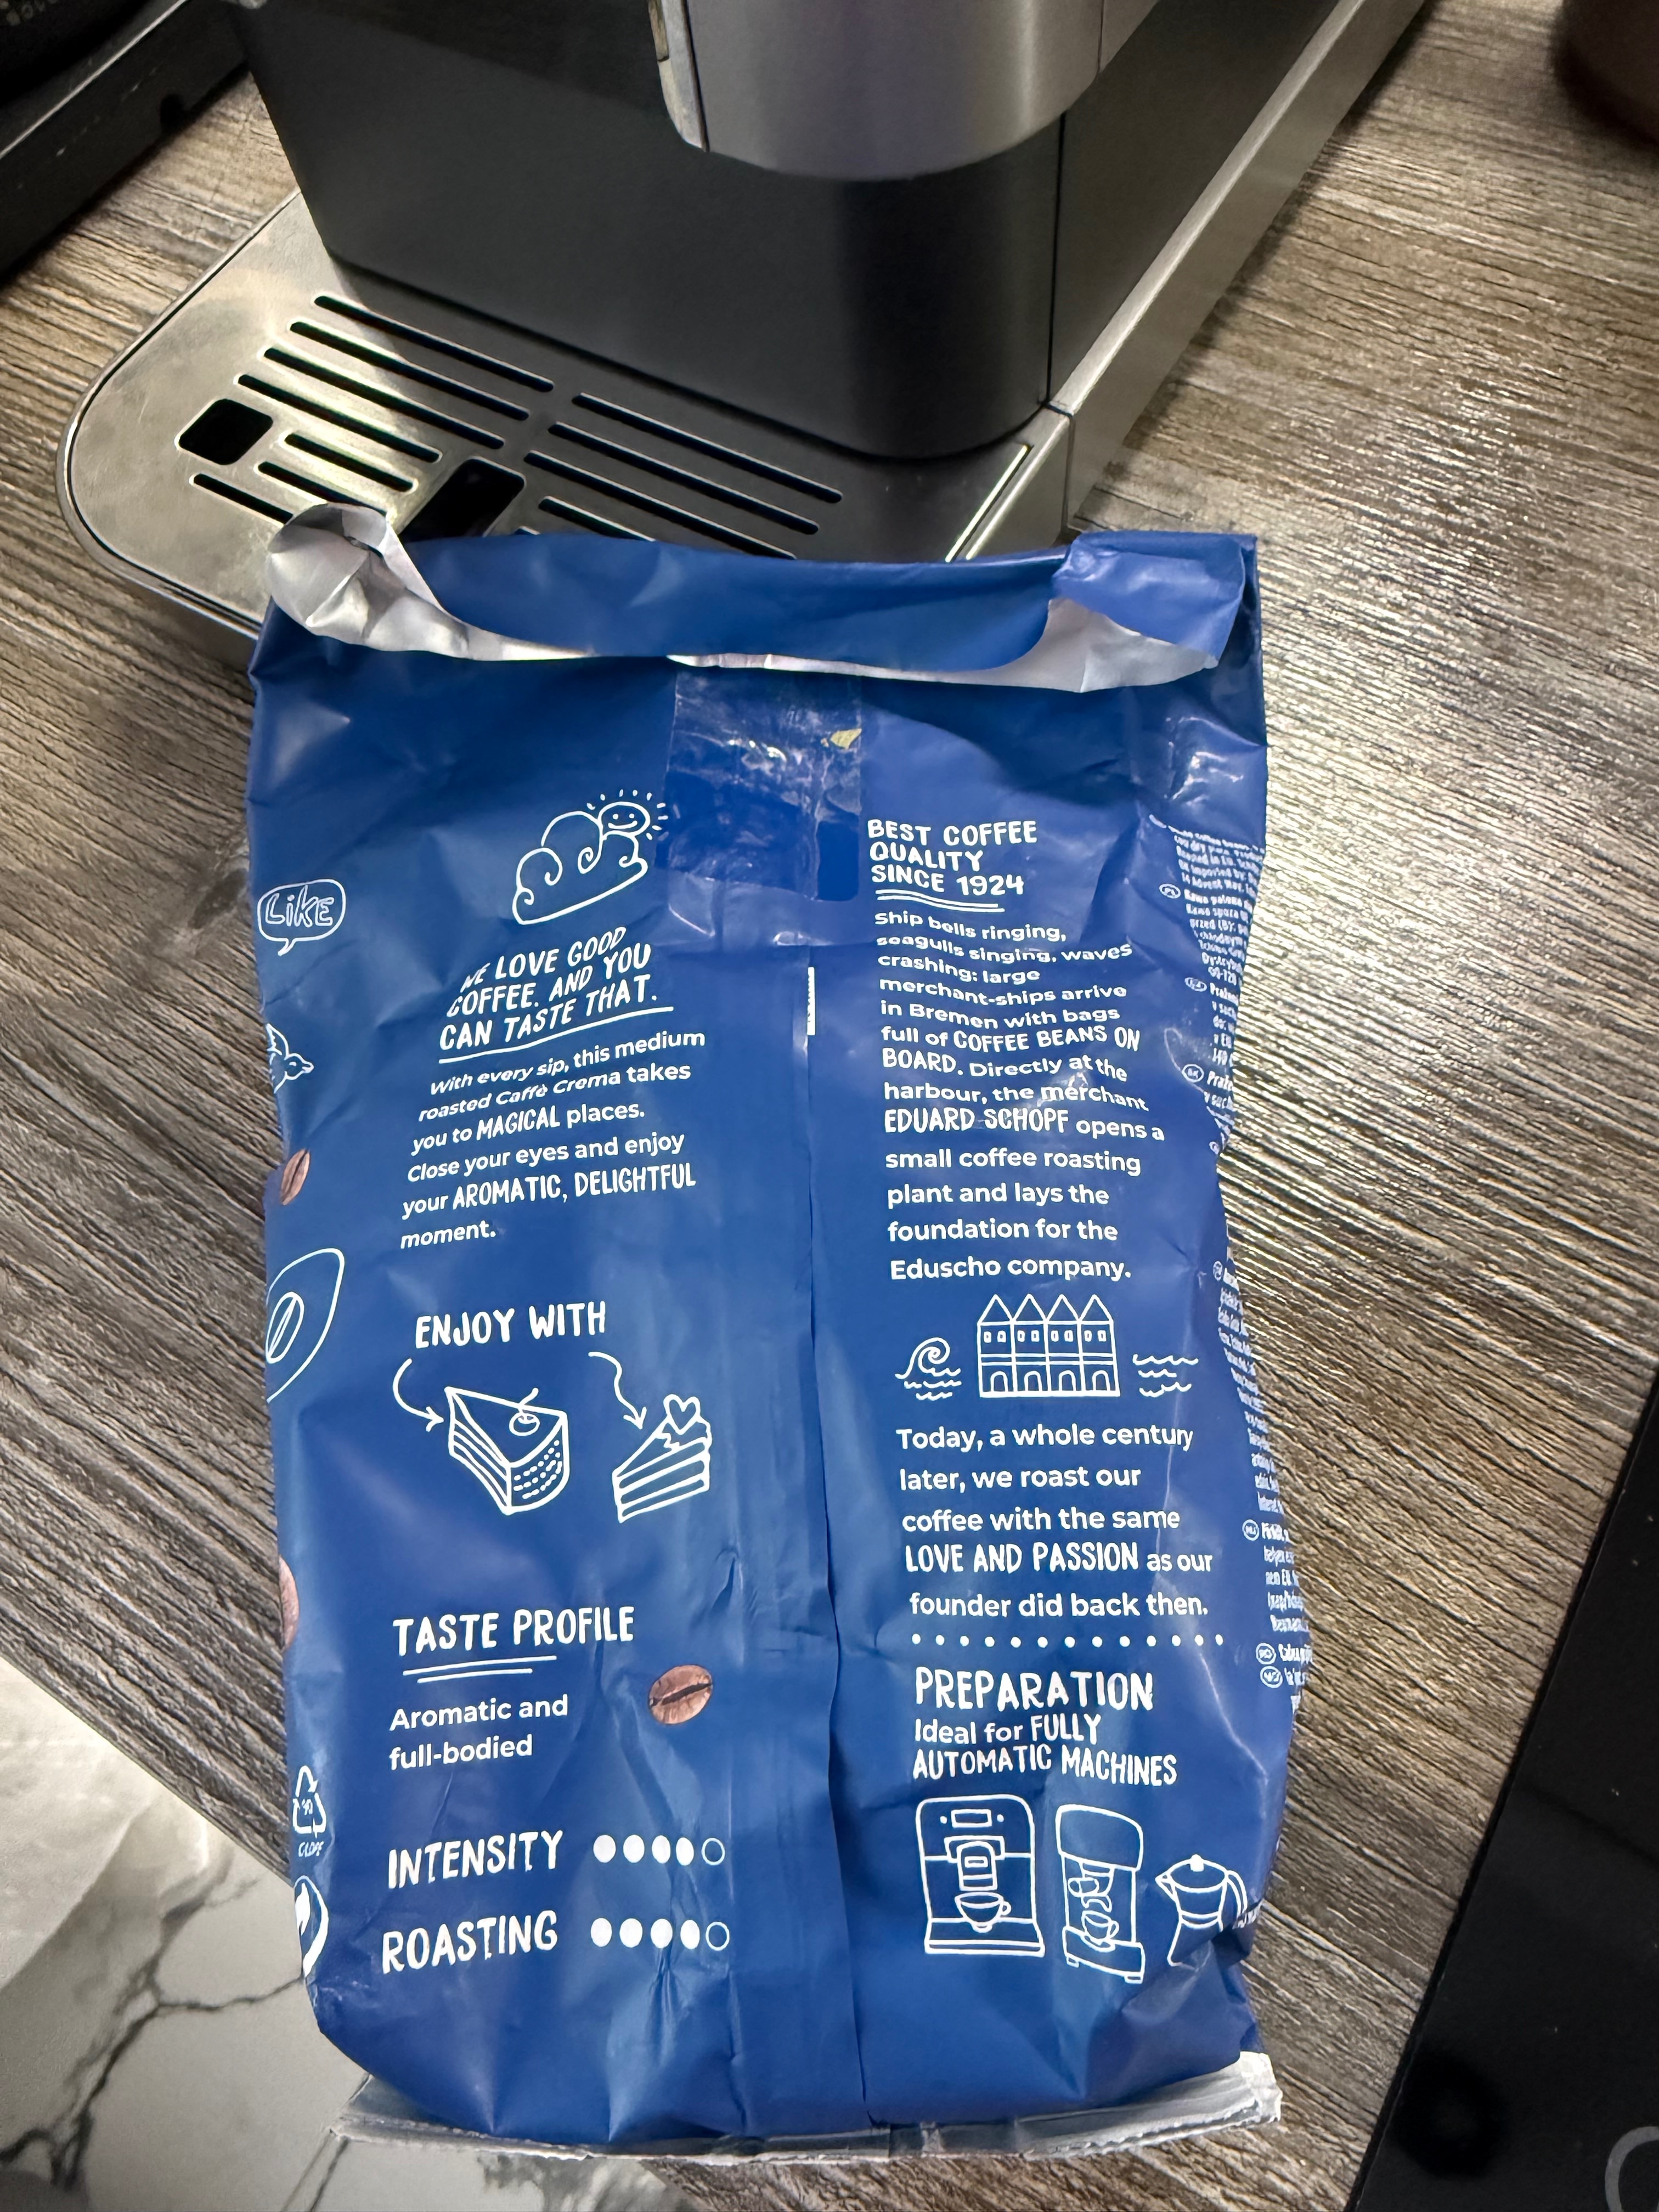 LIKE
WE LOVE GOOD
COFFEE. AND YOU
CAN TASTE THAT.
With every sip, this medium
roasted Caffè Crema takes
you to MAGICAL places.
Close your eyes and enjoy
your AROMATIC, DELIGHTFUL
moment.
ENJOY WITH
TASTE PROFILE
Aromatic and
full-bodied
INTENSITY
ROASTING
BEST COFFEE
QUALITY
SINCE 1924
Ship bells ringing,
seagulls singing, waves
crashing: large
merchant-ships arrive
in Bremen with bags
full of COFFEE BEANS ON
BOARD. Directly at the
harbour, the merchant
EDUARD SCHOPF opens a
small coffee roasting
plant and lays the
foundation for the
Eduscho company.
Today, a whole century
later, we roast our
coffee with the same
LOVE AND PASSION as our
founder did back then.
PREPARATION
Ideal for FULLY
AUTOMATIC MACHINES